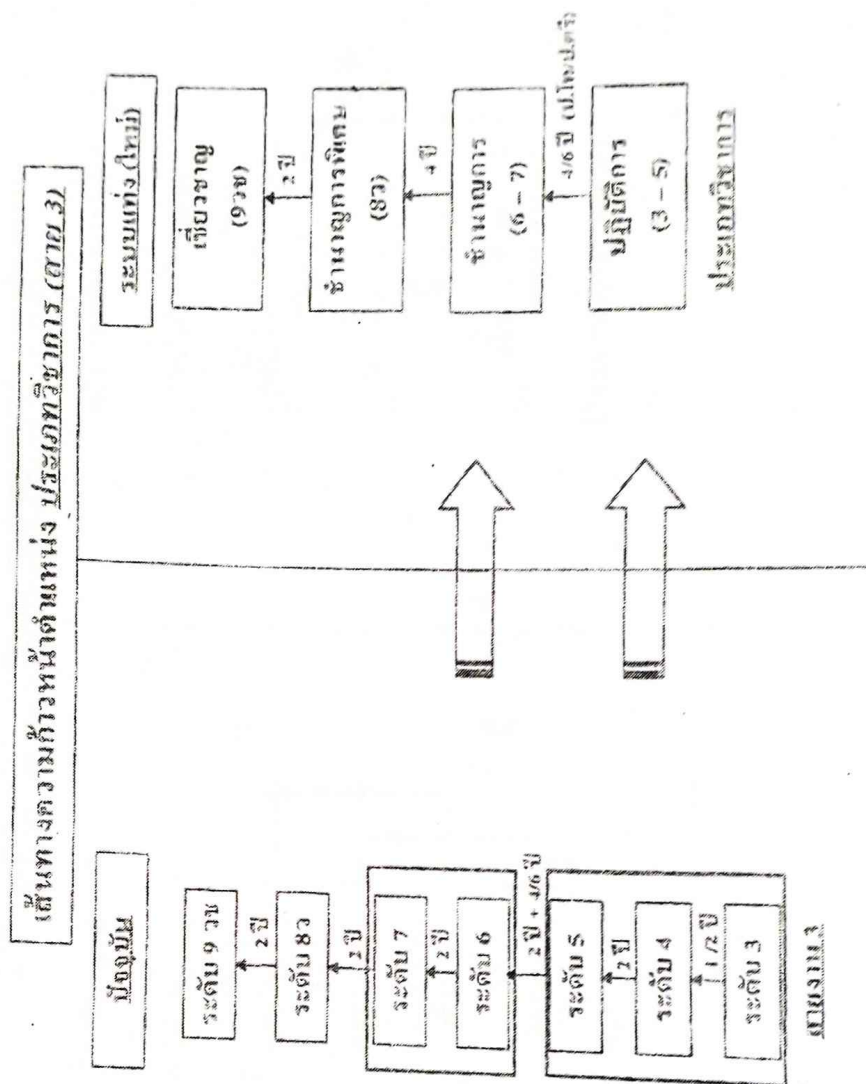 เส้นทางความก้าวหน้าตำแหน่ง ประเภทวิชาการ (สาย 3)
ปัจจุบัน
ระดับ 9 วช
2 ปี
ระดับ 8ว
2 ปี
ระดับ 7
2 ปี
ระดับ 6
2 ปี + 4/6 ปี
ระดับ 5
2 ปี
ระดับ 4
1/2 ปี
ระดับ 3
สายงาน 3
ระบบแท่ง (ใหม่)
เชี่ยวชาญ
(9วช)
2 ปี
ชำนาญการพิเศษ
(8ว)
4 ปี
ชำนาญการ
(6 – 7)
4/6 ปี (ป.โท/ป.ตรี)
ปฏิบัติการ
(3 – 5)
ประเภทวิชาการ